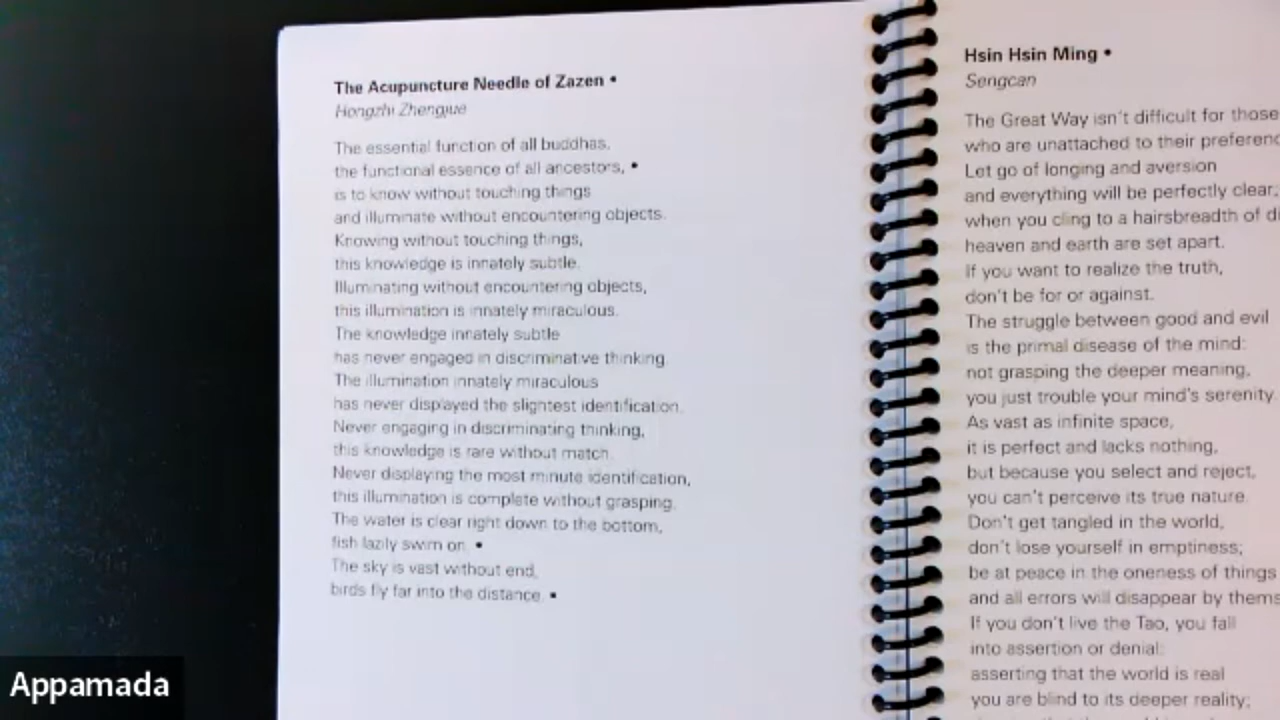 The Acupuncture Needle of Zazen •
Hongzhi Zhengjue
The essential function of all buddhas,
the functional essence of all ancestors, •
is to know without touching things
and illuminate without encountering objects.
Knowing without touching things,
this knowledge is innately subtle.
Illuminating without encountering objects,
this illumination is innately miraculous.
The knowledge innately subtle
has never engaged in discriminative thinking.
The illumination innately miraculous
has never displayed the slightest identification.
Never engaging in discriminating thinking,
this knowledge is rare without match.
Never displaying the most minute identification,
this illumination is complete without grasping.
The water is clear right down to the bottom,
fish lazily swim on. •
The sky is vast without end,
birds fly far into the distance. •
Hsin Hsin Ming •
Sengcan
The Great Way isn't difficult for those
who are unattached to their
Let go of longing and aversion
and everything will be perfectly clear;
when you cling to a hairsbreadth of
heaven and earth are set apart.
If you want to realize the truth,
don't be for or against.
The struggle between good and evil
is the primal disease of the mind:
not grasping the deeper meaning,
you just trouble your mind's serenity.
As vast as infinite space,
it is perfect and lacks nothing,
but because you select and reject,
you can't perceive its true nature.
Don't get tangled in the world,
don't lose yourself in emptiness;
be at peace in the oneness of things
and all errors will disappear by
If you don't live the Tao, you fall
into assertion or denial:
asserting that the world is real
you are blind to its deeper reality;
Appamada